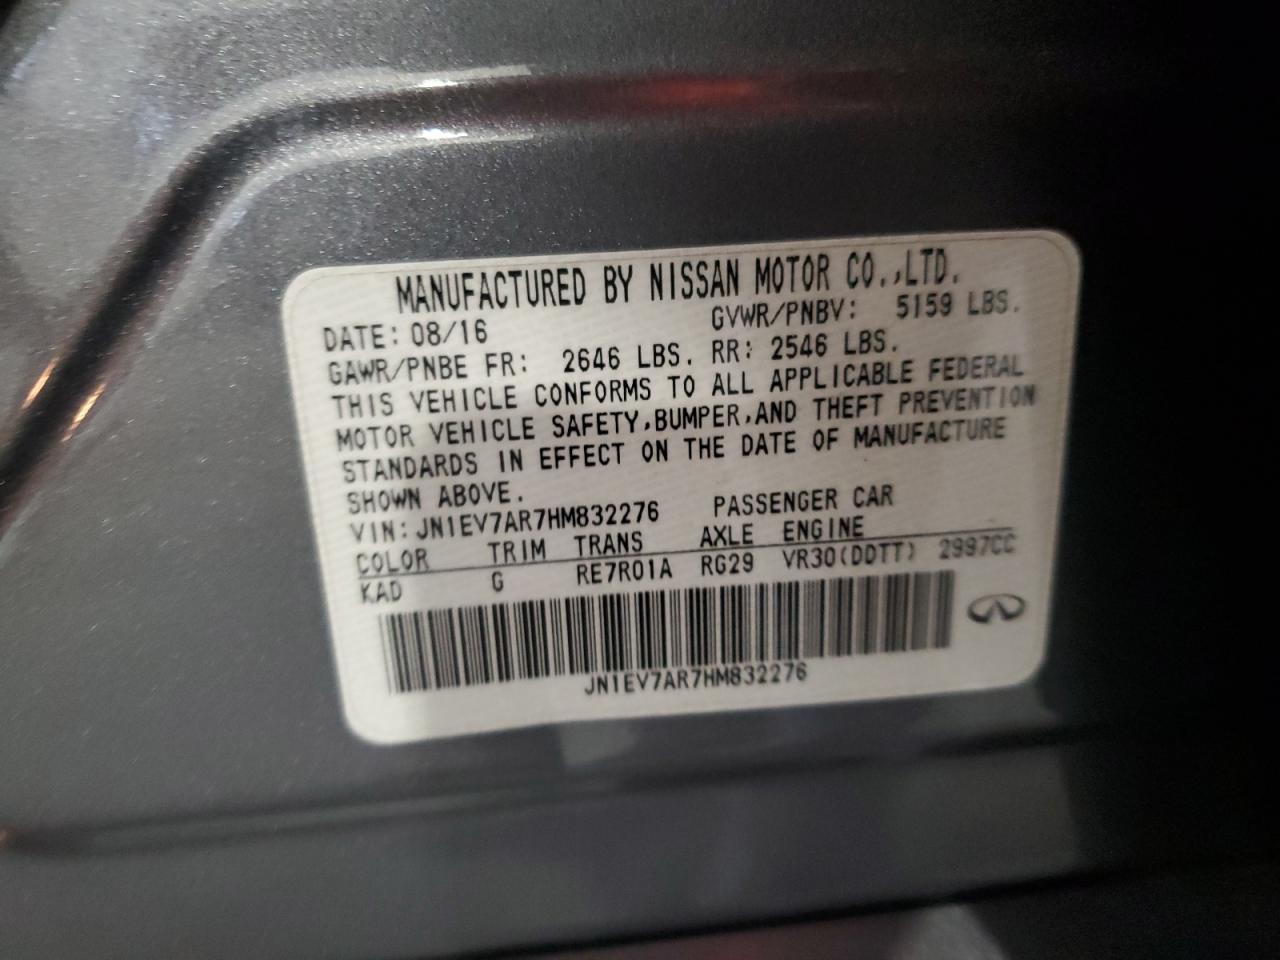 MANUFACTURED BY NISSAN MOTOR CO.,LTD.
DATE: 08/16 GVWR/PNBV: 5159 LBS.
GAWR/PNBE FR: 2646 LBS. RR: 2546 LBS.
THIS VEHICLE CONFORMS TO ALL APPLICABLE FEDERAL
MOTOR VEHICLE SAFETY,BUMPER,AND THEFT PREVENTION
STANDARDS IN EFFECT ON THE DATE OF MANUFACTURE
SHOWN ABOVE.
VIN: JN1EV7AR7HM832276 PASSENGER CAR
COLOR TRIM TRANS AXLE ENGINE
KAD G RE7R01A RG29 VR30(DDTT) 2997CC
JN1EV7AR7HM832276